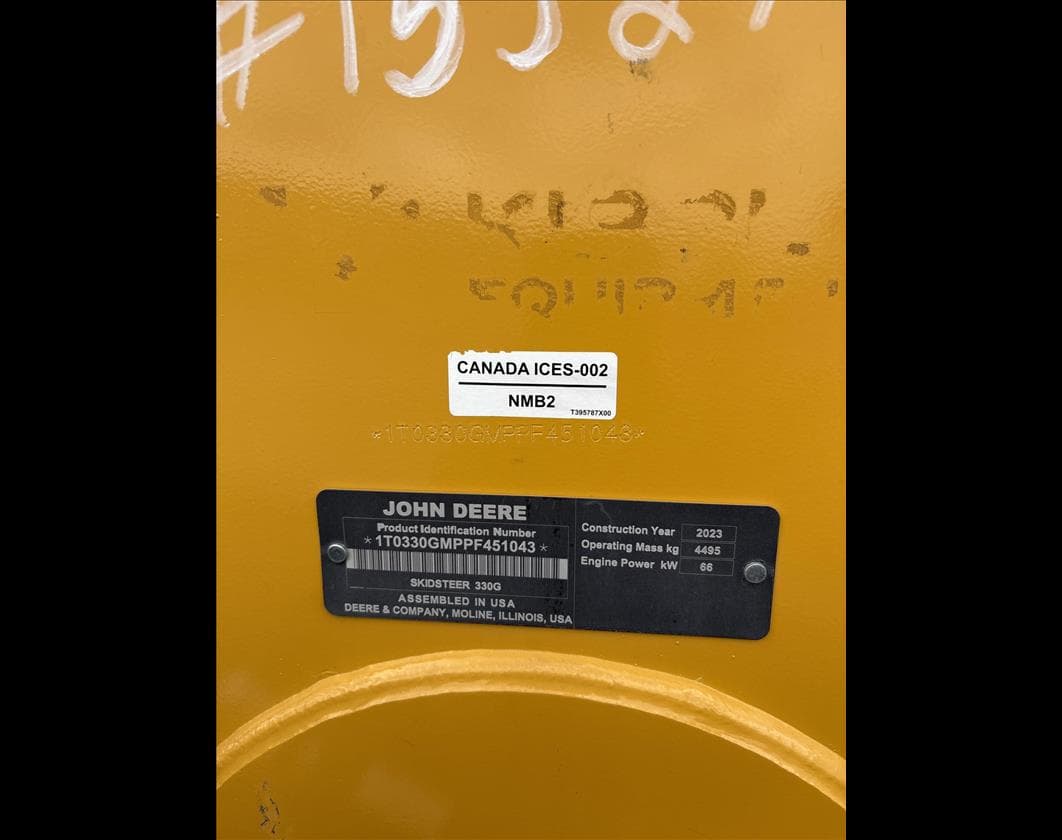 CANADA ICES-002
NMB2
T395787X00
*1T0330GMPPF451043*
JOHN DEERE
Product Identification Number
*1T0330GMPPF451043*
SKIDSTEER 330G
ASSEMBLED IN USA
DEERE & COMPANY, MOLINE, ILLINOIS, USA
Construction Year 2023
Operating Mass kg 4495
Engine Power kW 66